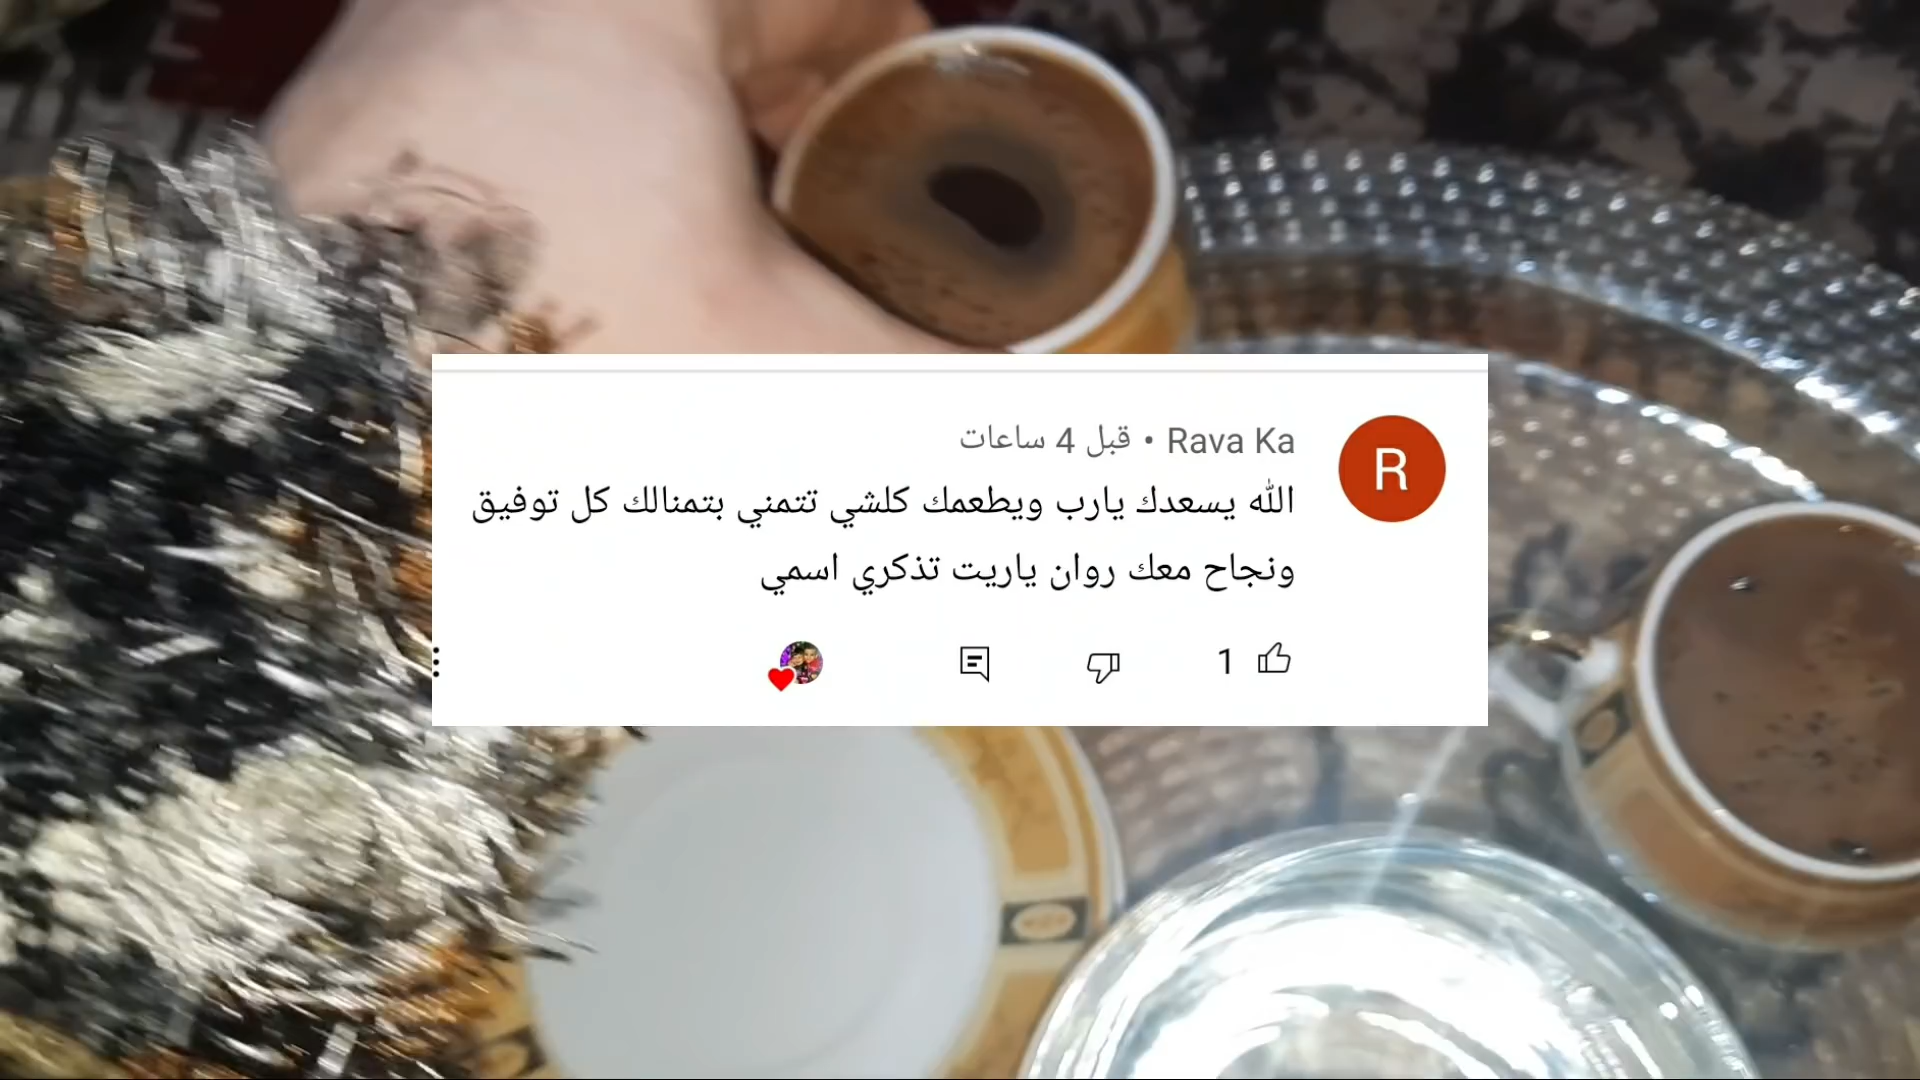 Rava Ka • قبل 4 ساعات
R
الله يسعدك يارب ويطعمك كلشي تتمني بتمنالك كل توفيق
ونجاح معك روان ياريت تذكري اسمي
1